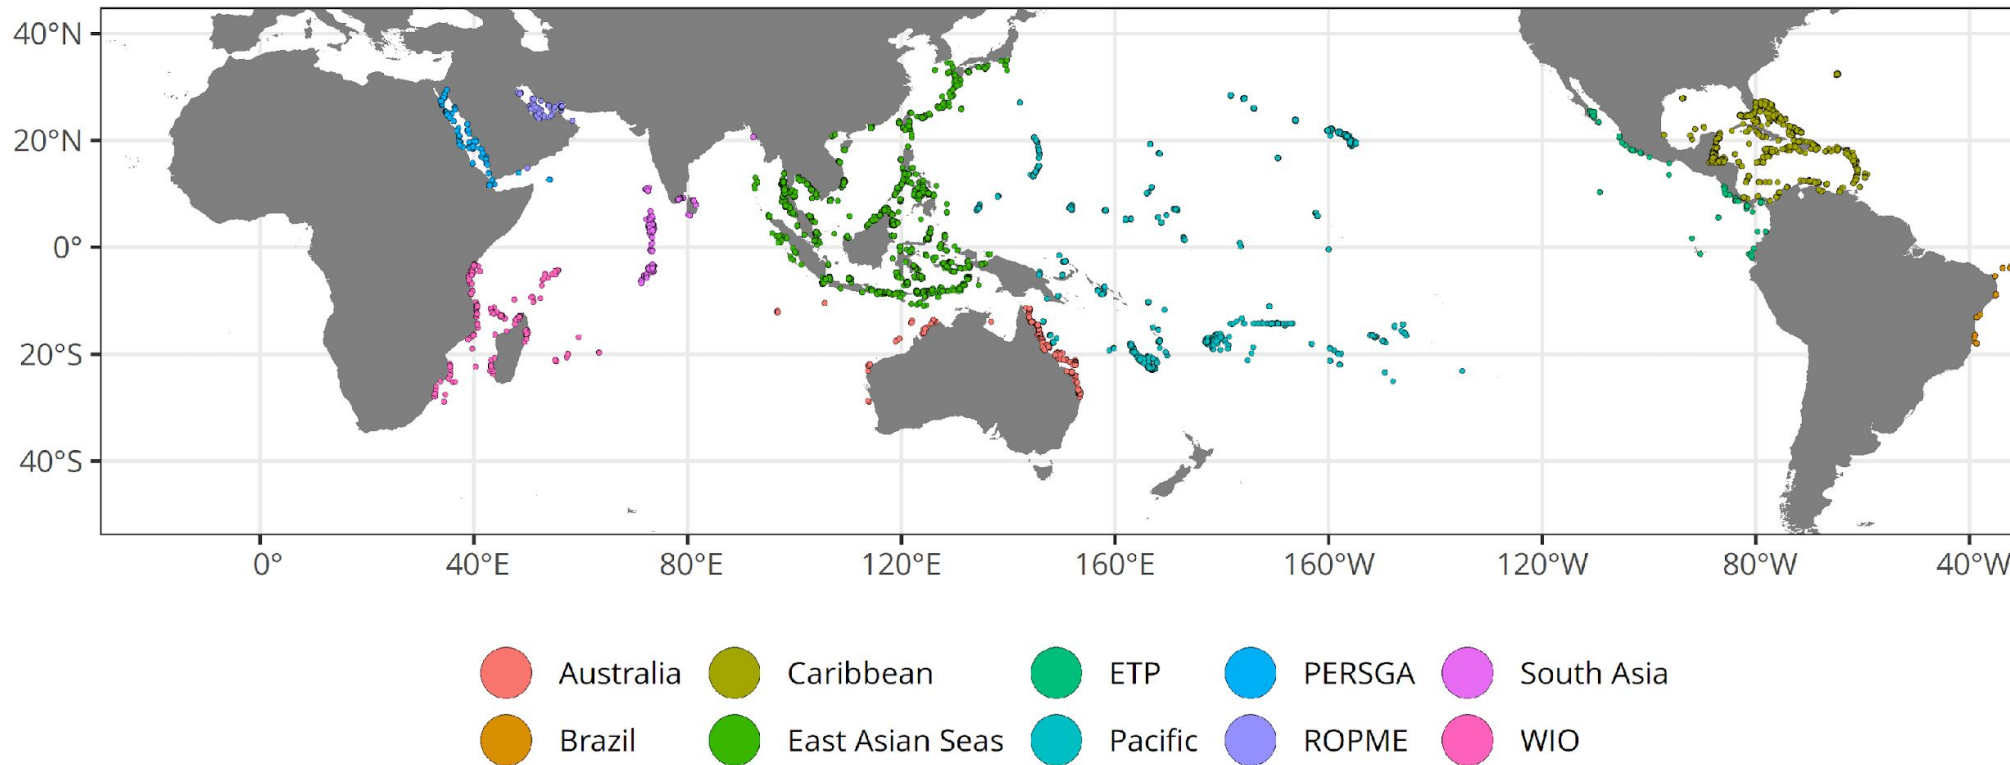 40°N
20°N
0°
20°S
40°S
0° 40°E 80°E 120°E 160°E 160°W 120°W 80°W 40°W
Australia Caribbean ETP PERSGA South Asia
Brazil East Asian Seas Pacific ROPME WIO